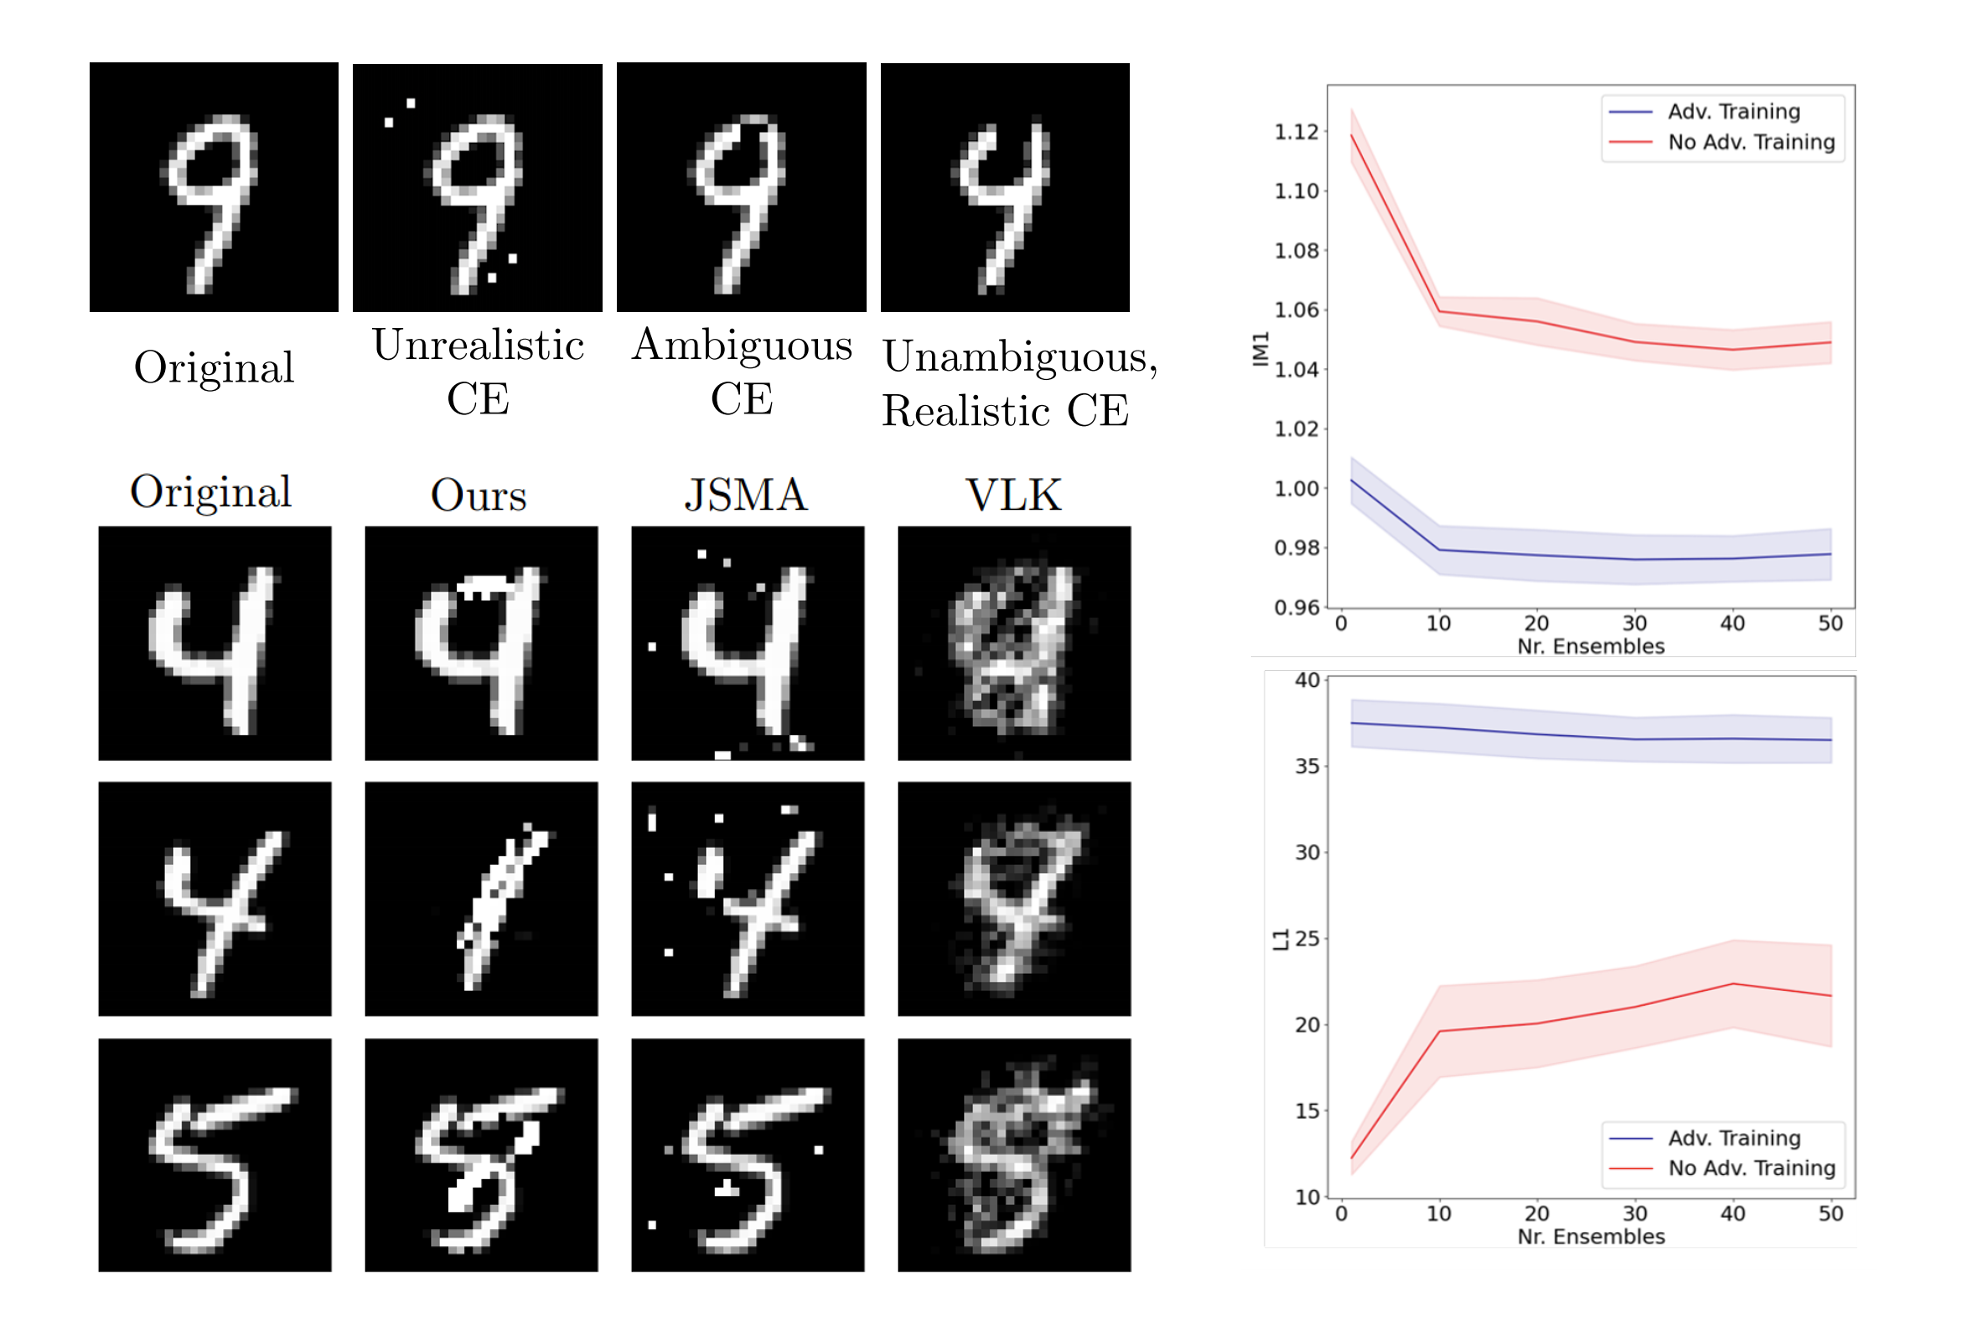 Original
Unrealistic
CE
Ambiguous
CE
Unambiguous,
Realistic CE
Original Ours JSMA VLK
Adv. Training
No Adv. Training
1.12
1.10
1.08
1.06
1.04
1.02
1.00
0.98
0.96
IM1
0 10 20 30 40 50
Nr. Ensembles
40
35
30
25
20
15
10
L1
Adv. Training
No Adv. Training
0 10 20 30 40 50
Nr. Ensembles